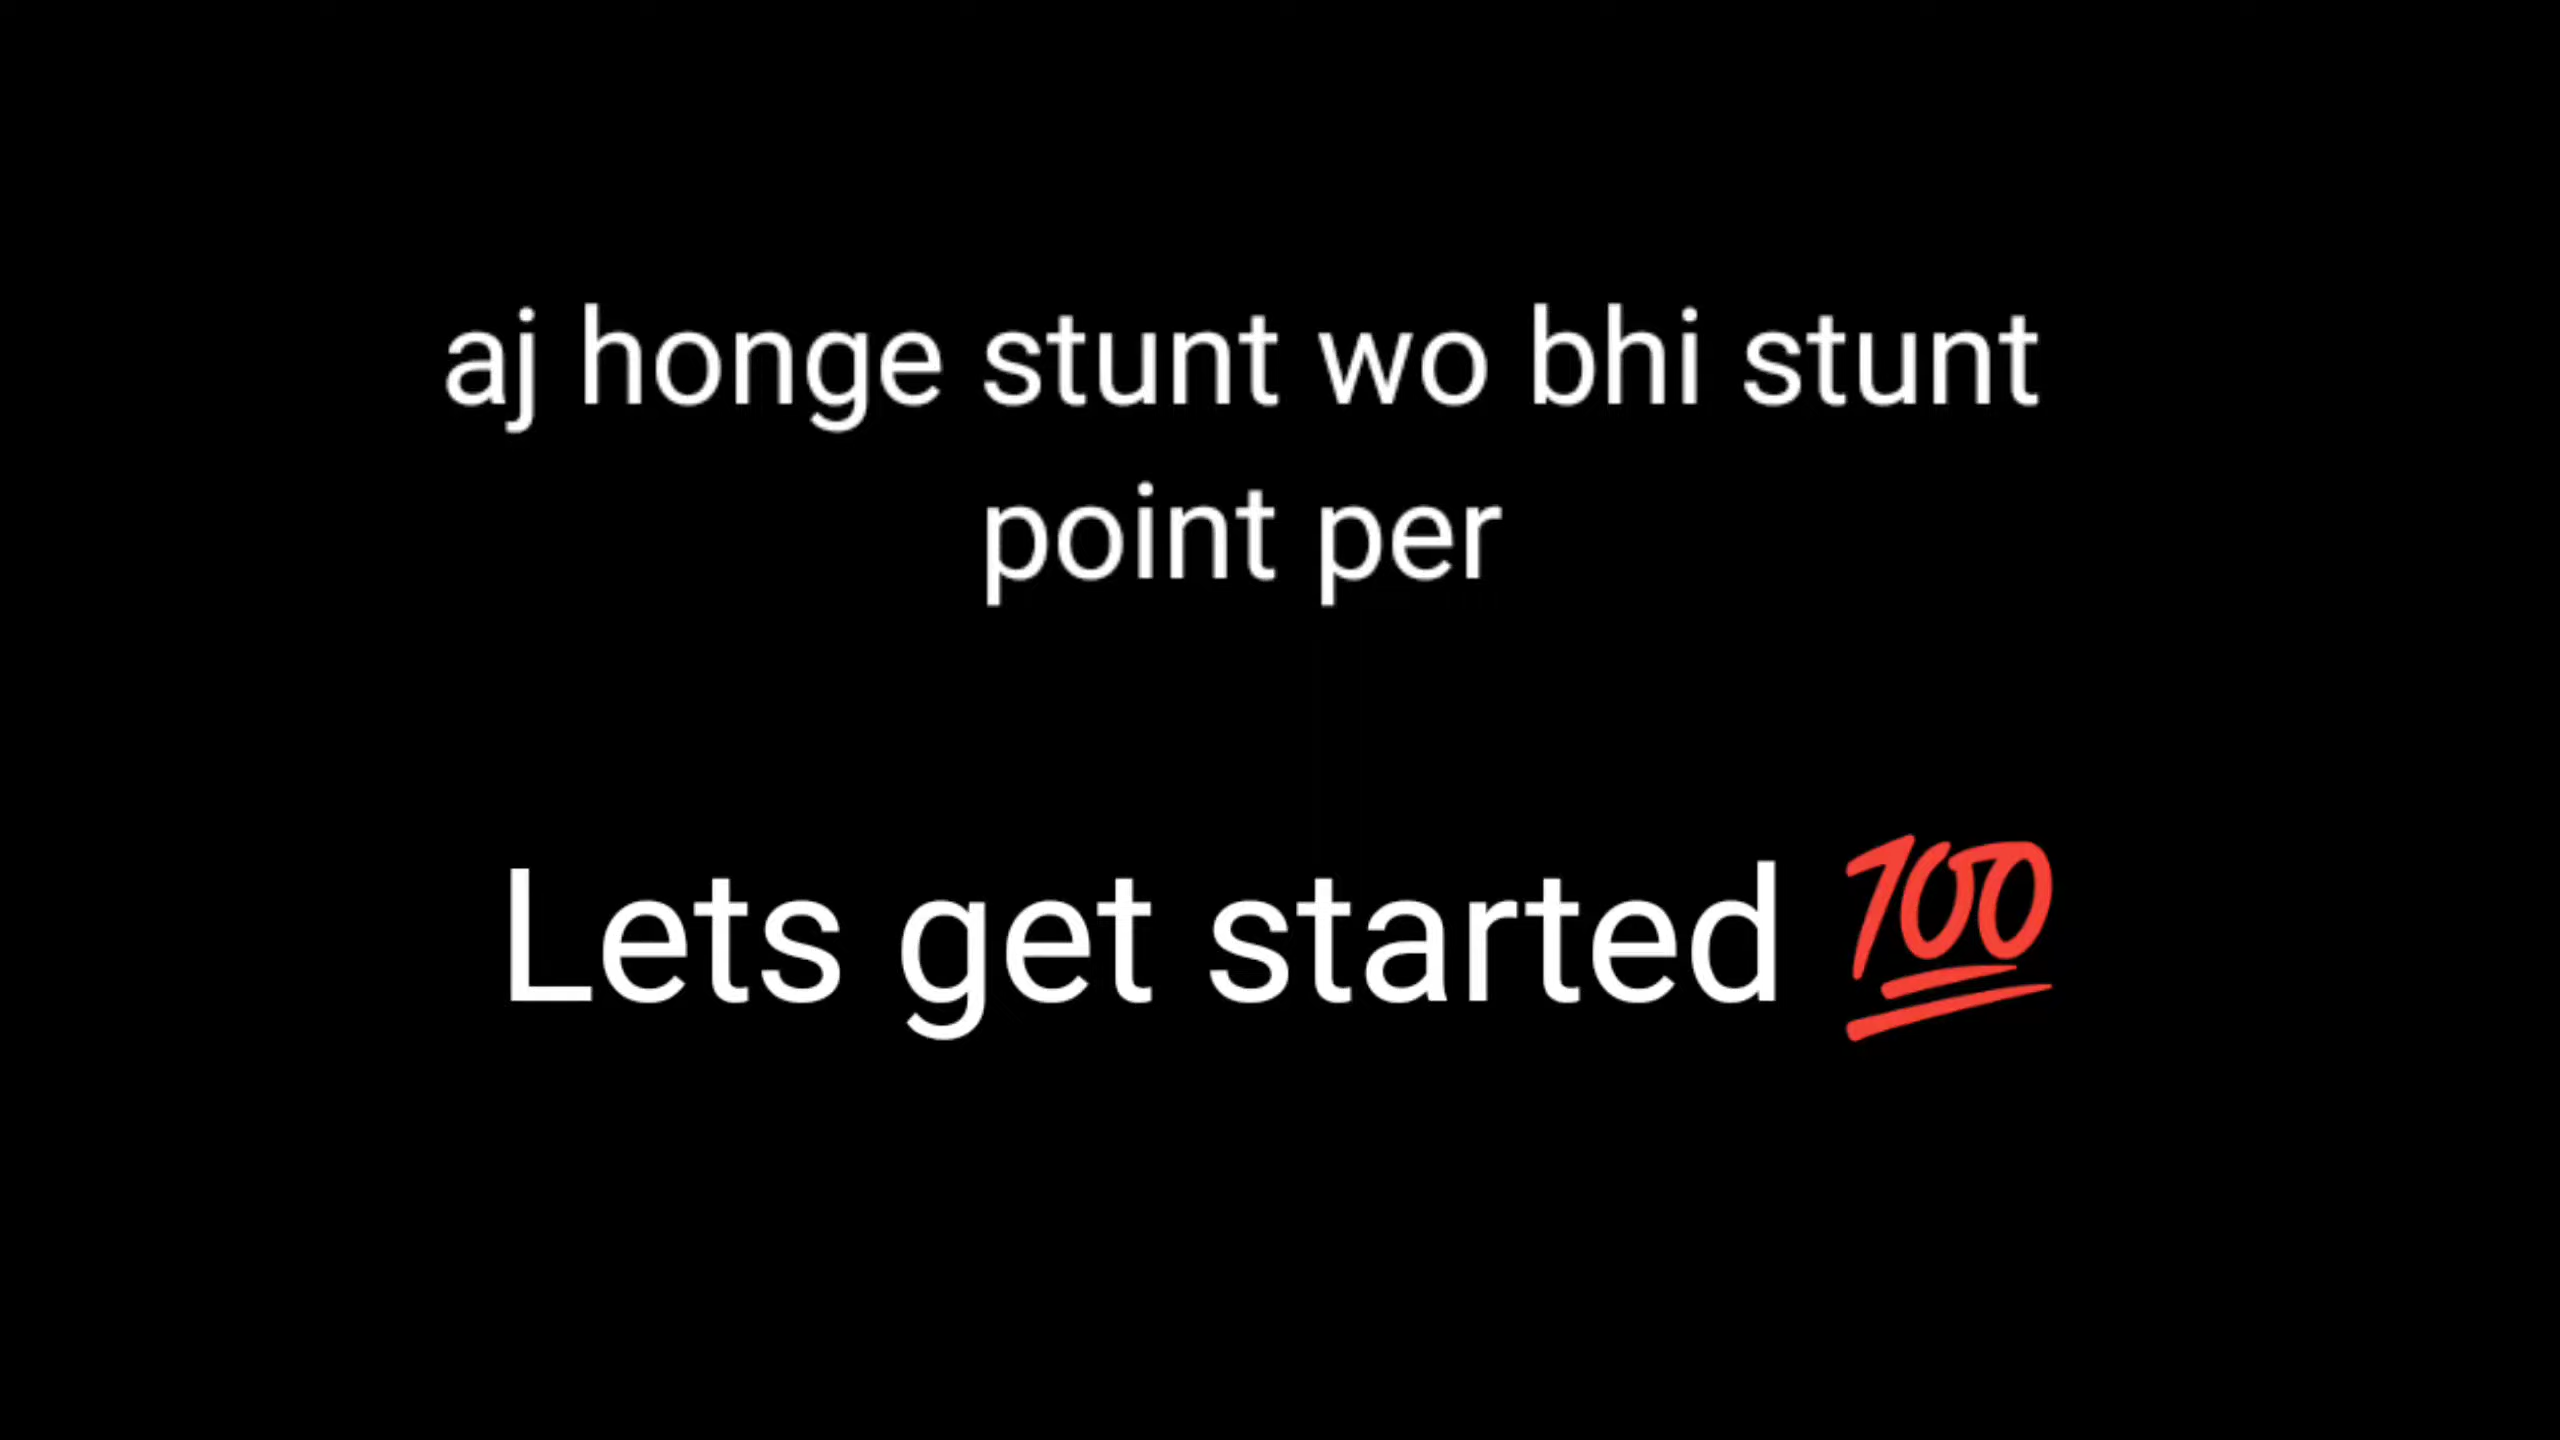 aj honge stunt wo bhi stunt
point per
Lets get started 💯